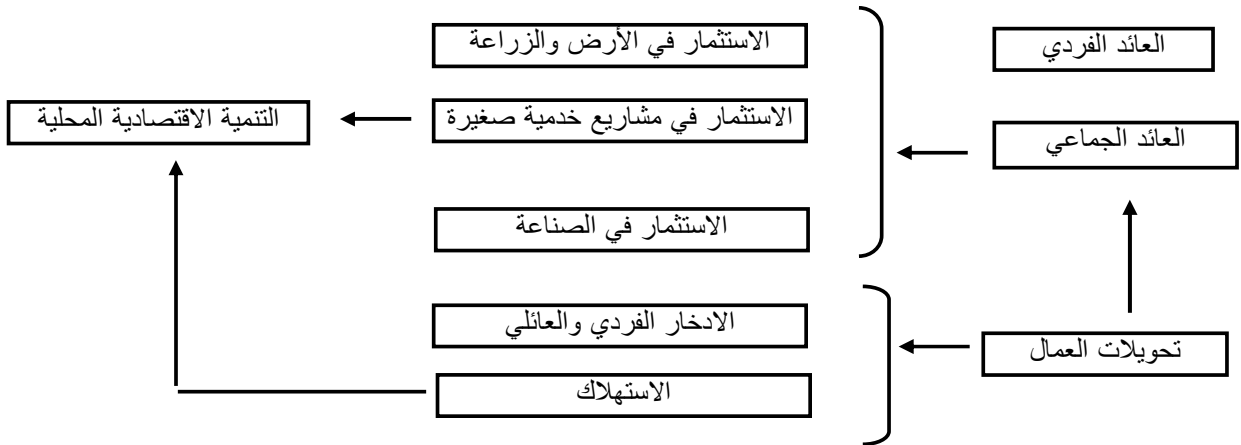 العائد الفردي
الاستثمار في الأرض والزراعة
العائد الجماعي
الاستثمار في مشاريع خدمية صغيرة
التنمية الاقتصادية المحلية
الاستثمار في الصناعة
تحويلات العمال
الادخار الفردي والعائلي
الاستهلاك